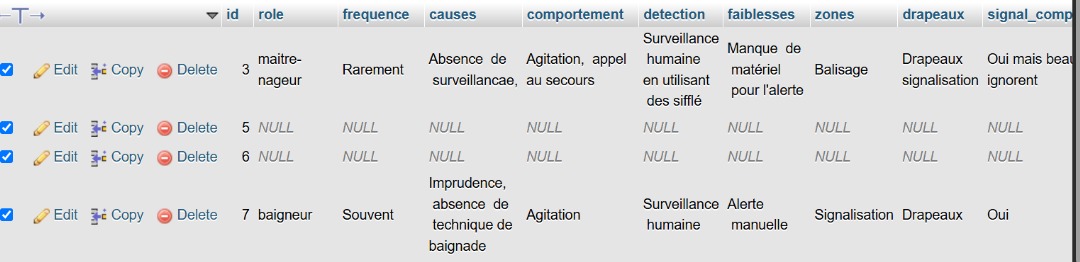 id role frequence causes comportement detection faiblesses zones drapeaux signal_comp
Edit Copy Delete 3 maitre-nageur Rarement Absence de surveillancae, Agitation, appel au secours Surveillance humaine en utilisant des sifflé Manque de matériel pour l'alerte Balisage Drapeaux signalisation Oui mais beau ignorent
Edit Copy Delete 5 NULL NULL NULL NULL NULL NULL NULL NULL NULL
Edit Copy Delete 6 NULL NULL NULL NULL NULL NULL NULL NULL NULL
Edit Copy Delete 7 baigneur Souvent Imprudence, absence de technique de baignade Agitation Surveillance humaine Alerte manuelle Signalisation Drapeaux Oui